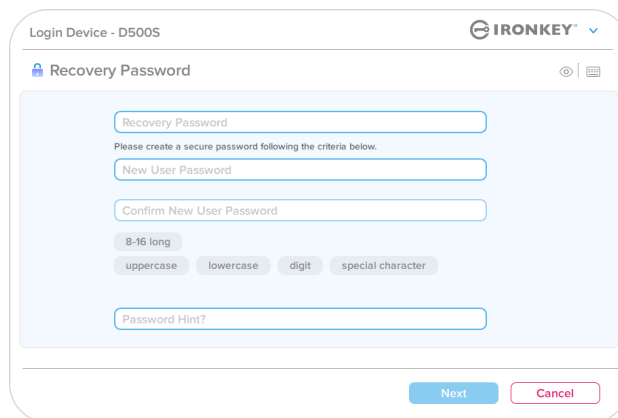 Login Device - D500S
IRONKEY™
Recovery Password
Recovery Password
Please create a secure password following the criteria below.
New User Password
Confirm New User Password
8-16 long
uppercase lowercase digit special character
Password Hint?
Next Cancel